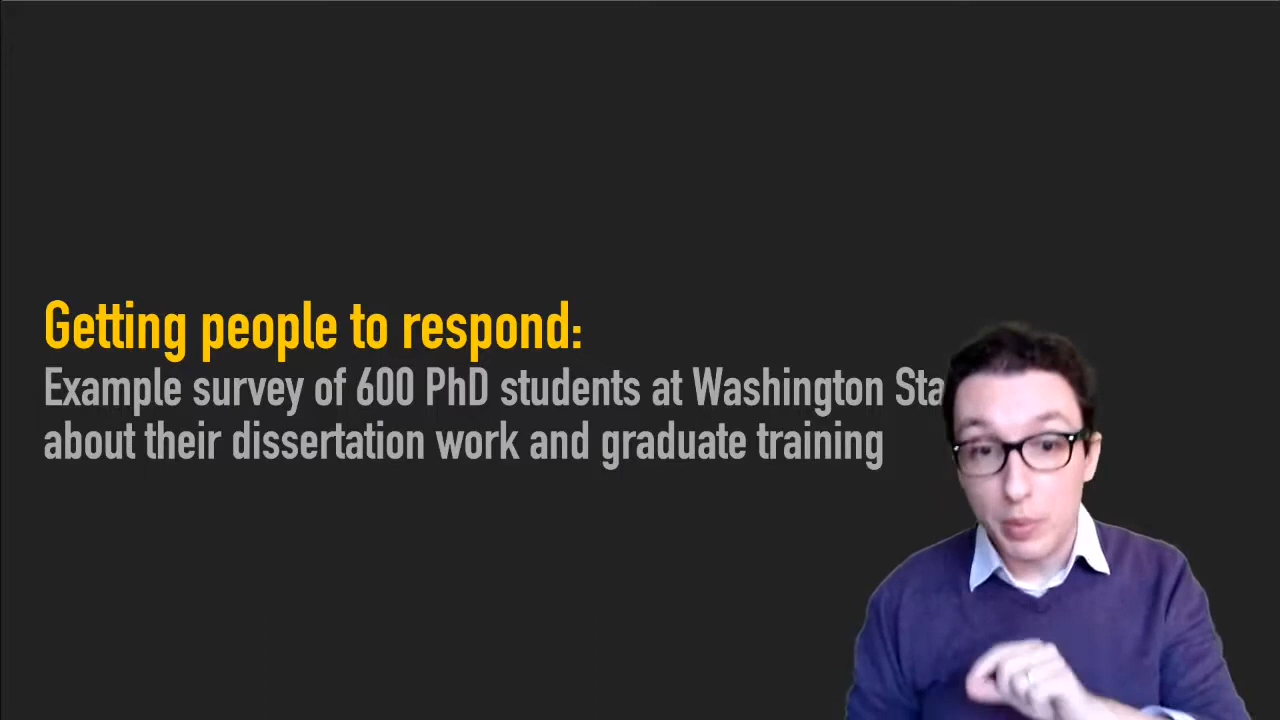 Getting people to respond:
Example survey of 600 PhD students at Washington Sta
about their dissertation work and graduate training